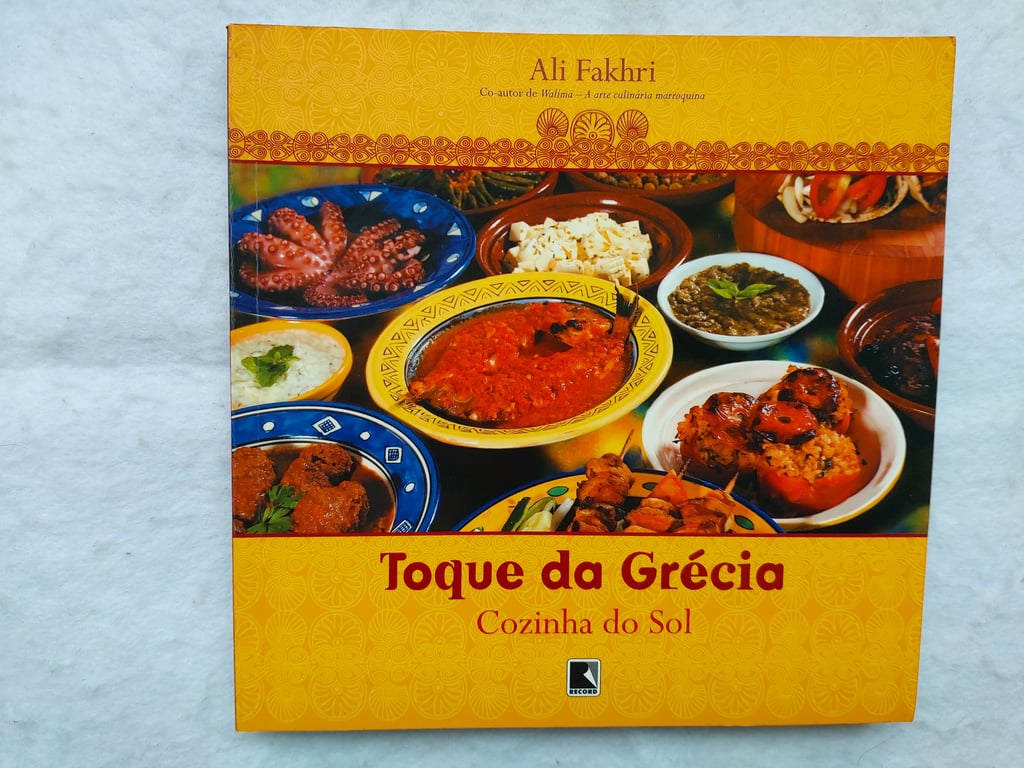 Ali Fakhri
Co-autor de Walima – A arte culinária marroquina
Toque da Grécia
Cozinha do Sol
RECORD